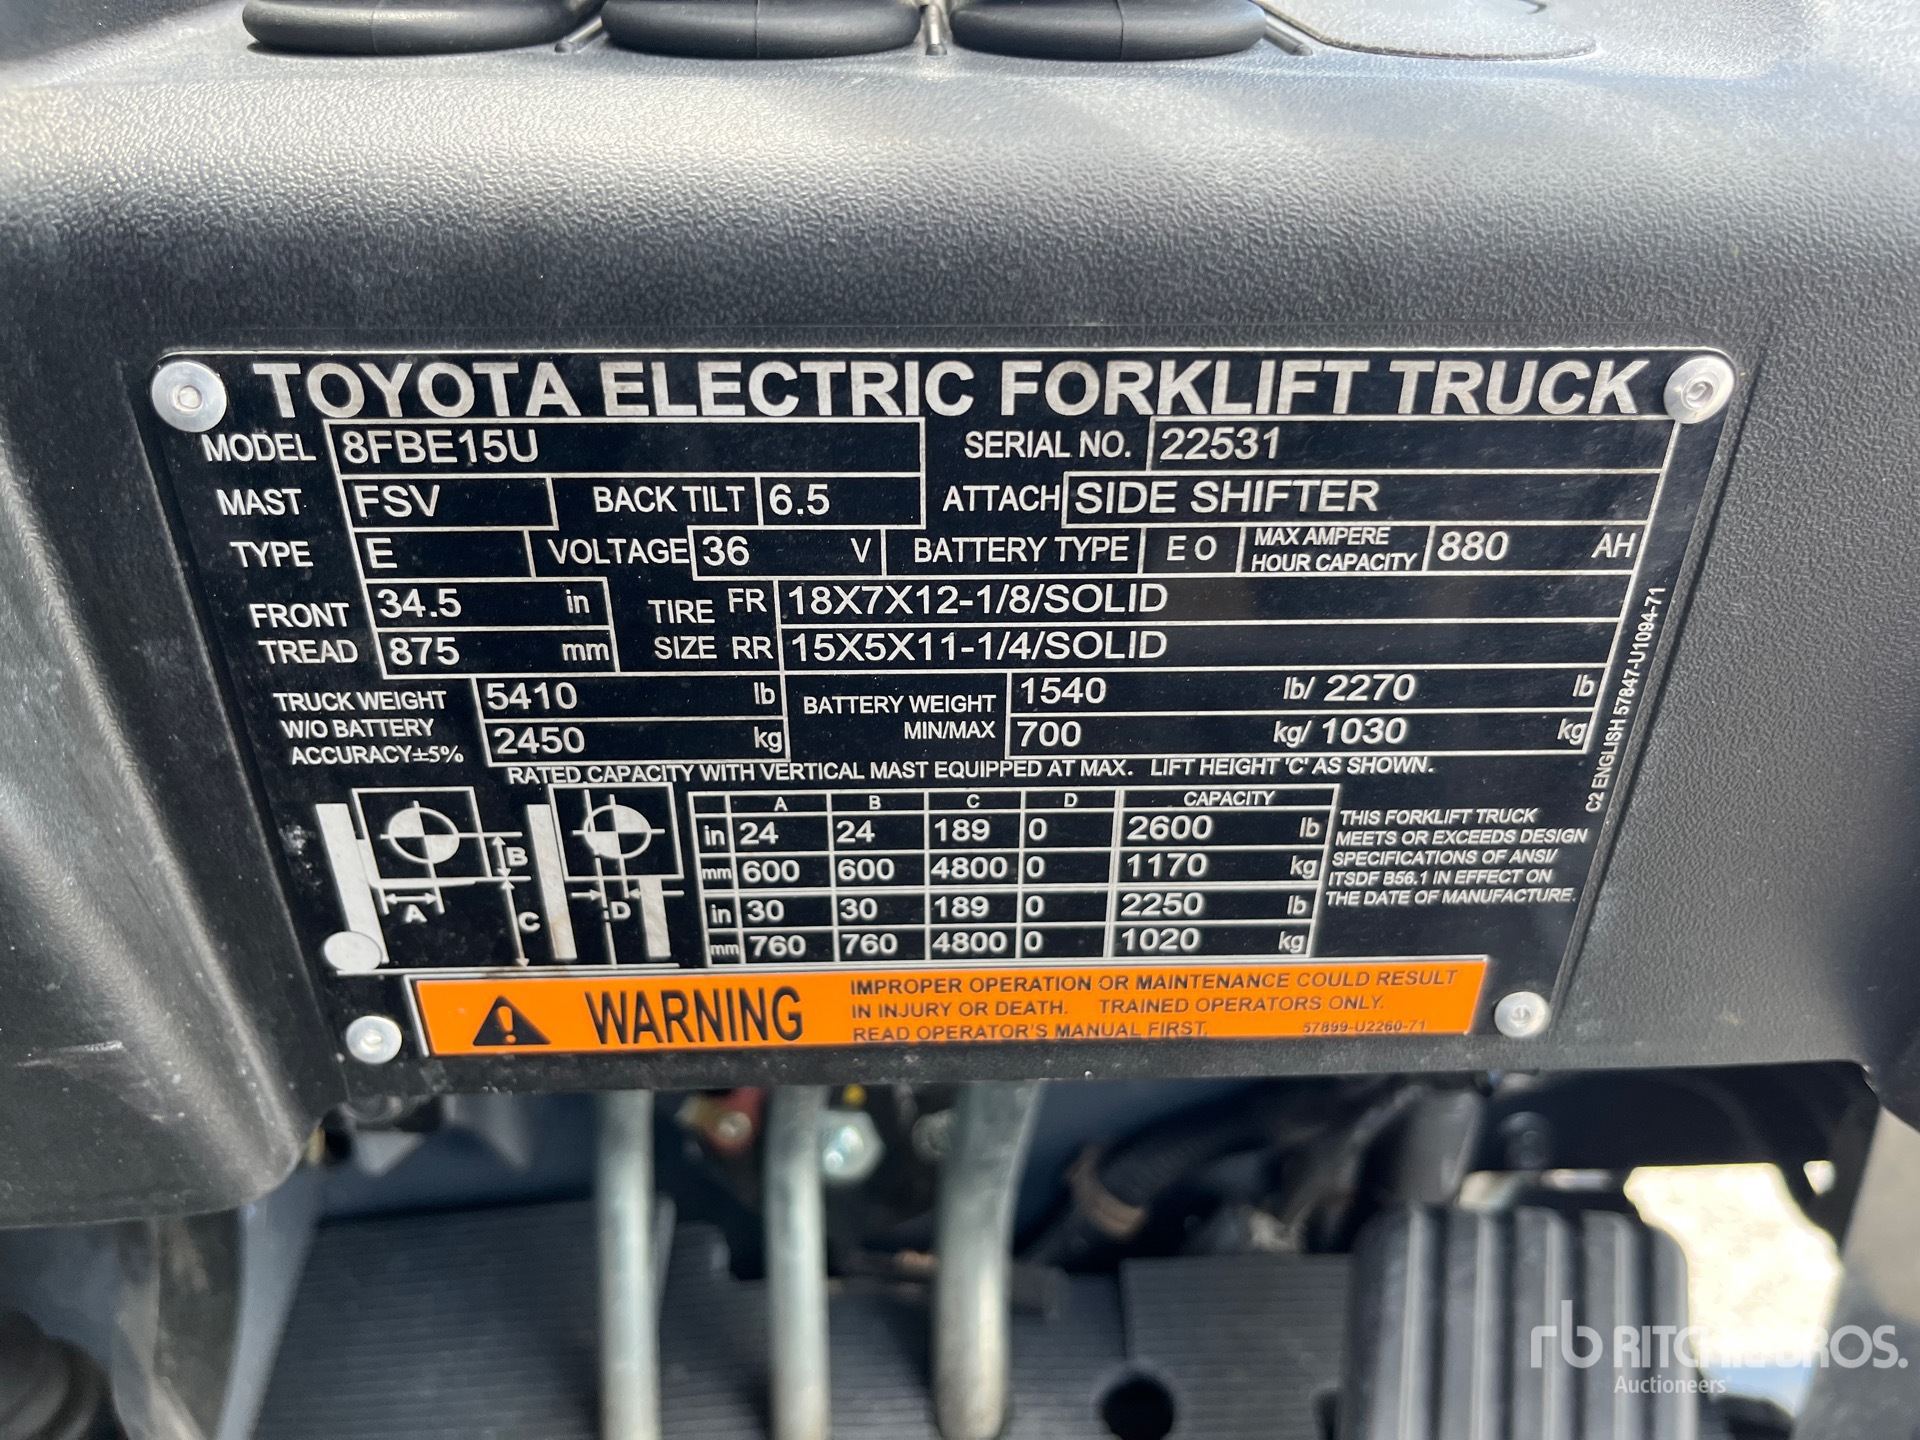 TOYOTA ELECTRIC FORKLIFT TRUCK
MODEL 8FBE15U SERIAL NO. 22531
MAST FSV BACK TILT 6.5 ATTACH SIDE SHIFTER
TYPE E VOLTAGE 36 V BATTERY TYPE E O MAX AMPERE HOUR CAPACITY 880 AH
FRONT TREAD 34.5 in TIRE SIZE FR 18X7X12-1/8/SOLID
875 mm RR 15X5X11-1/4/SOLID
TRUCK WEIGHT 5410 lb BATTERY WEIGHT 1540 lb/ 2270 lb
W/O BATTERY 2450 kg MIN/MAX 700 kg/ 1030 kg
ACCURACY±5%
RATED CAPACITY WITH VERTICAL MAST EQUIPPED AT MAX. LIFT HEIGHT 'C' AS SHOWN.
A B C D CAPACITY
in 24 24 189 0 2600 lb
mm 600 600 4800 0 1170 kg
in 30 30 189 0 2250 lb
mm 760 760 4800 0 1020 kg
A B C D
THIS FORKLIFT TRUCK
MEETS OR EXCEEDS DESIGN
SPECIFICATIONS OF ANSI/
ITSDF B56.1 IN EFFECT ON
THE DATE OF MANUFACTURE.
C2 ENGLISH 57847-U1094-71
WARNING
IMPROPER OPERATION OR MAINTENANCE COULD RESULT
IN INJURY OR DEATH. TRAINED OPERATORS ONLY.
READ OPERATOR'S MANUAL FIRST. 57899-U2260-71
rb RITCHIE BROS.
Auctioneers